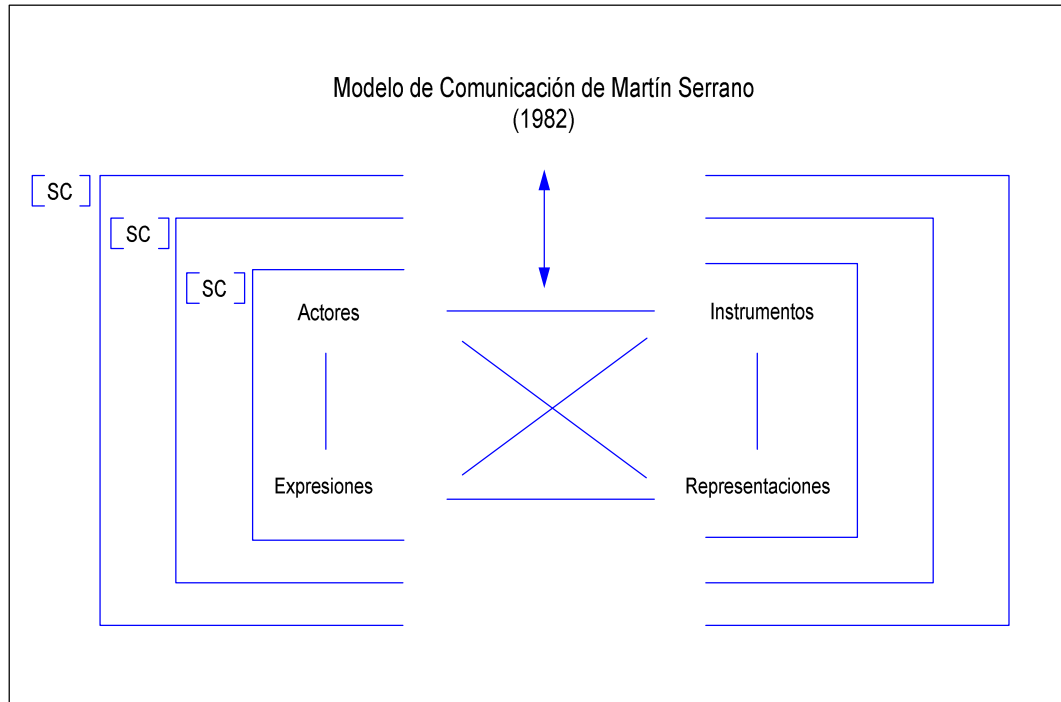 Modelo de Comunicación de Martín Serrano
(1982)
SC
SC
SC
Actores
Instrumentos
Expresiones
Representaciones